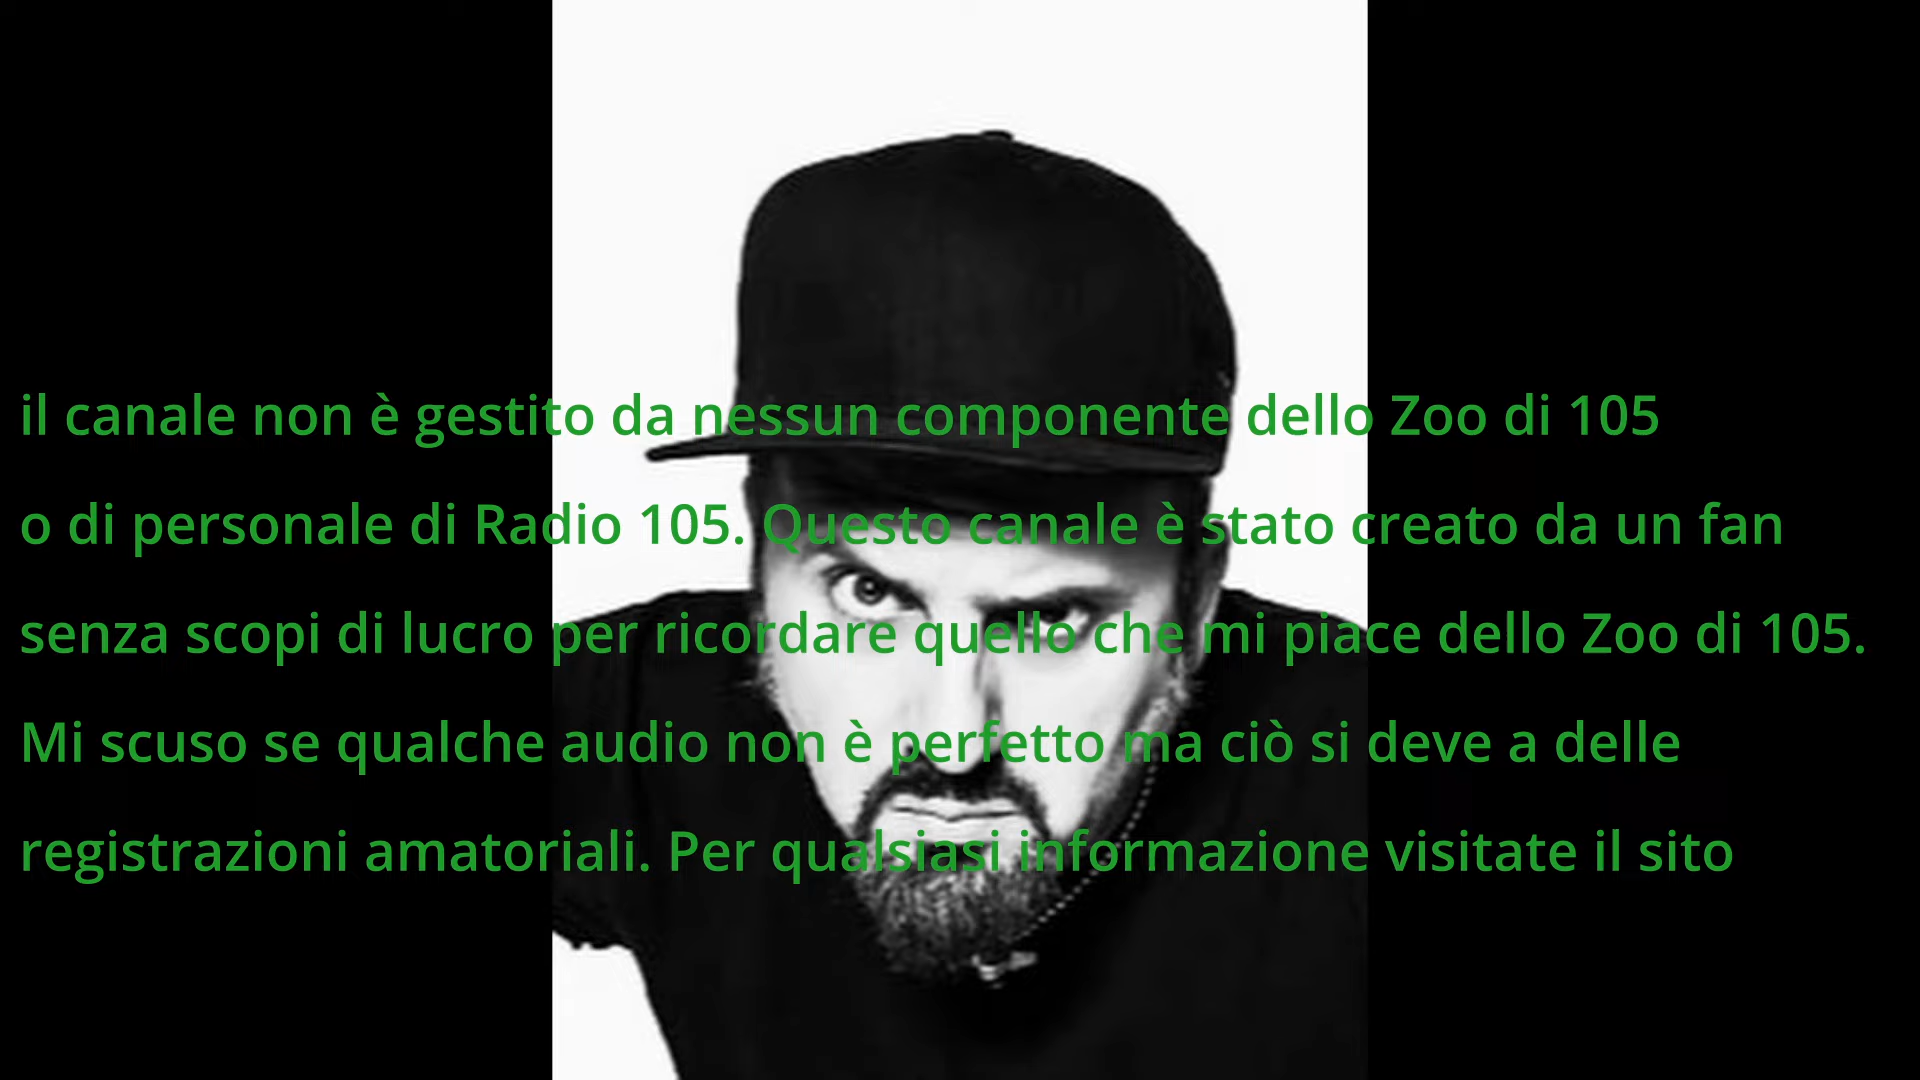 il canale non è gestito da nessun componente dello Zoo di 105
o di personale di Radio 105. Questo canale è stato creato da un fan
senza scopi di lucro per ricordare quello che mi piace dello Zoo di 105.
Mi scuso se qualche audio non è perfetto ma ciò si deve a delle
registrazioni amatoriali. Per qualsiasi informazione visitate il sito